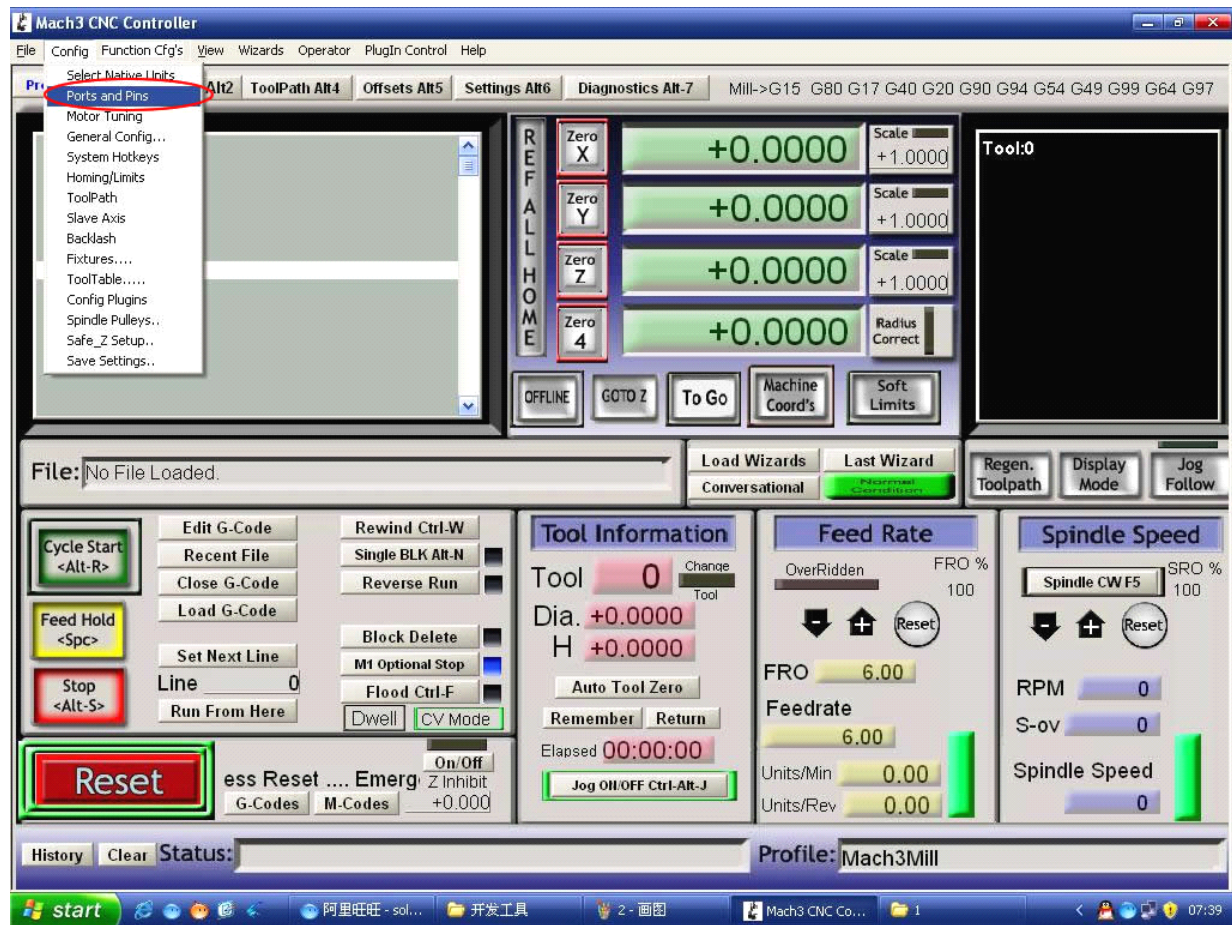 Mach3 CNC Controller
File Config Function Cfg's View Wizards Operator PlugIn Control Help
Select Native Units
Ports and Pins
Motor Tuning
General Config...
System Hotkeys
Homing/Limits
ToolPath
Slave Axis
Backlash
Fixtures....
ToolTable.....
Config Plugins
Spindle Pulleys..
Safe_Z Setup..
Save Settings..
Alt2 ToolPath Alt4 Offsets Alt5 Settings Alt6 Diagnostics Alt-7 Mill->G15 G80 G17 G40 G20 G90 G94 G54 G49 G99 G64 G97
REF ALL HOME
Zero X +0.0000 Scale +1.0000
Zero Y +0.0000 Scale +1.0000
Zero Z +0.0000 Scale +1.0000
Zero 4 +0.0000 Radius Correct
OFFLINE GOTO Z To Go Machine Coord's Soft Limits
Tool:0
File: No File Loaded.
Load Wizards Last Wizard
Conversational Normal Condition
Regen. Toolpath Display Mode Jog Follow
Cycle Start <Alt-R>
Feed Hold <Spc>
Stop <Alt-S>
Edit G-Code
Recent File
Close G-Code
Load G-Code
Set Next Line
Line 0
Run From Here
Rewind Ctrl-W
Single BLK Alt-N
Reverse Run
Block Delete
M1 Optional Stop
Flood Ctrl-F
Dwell CV Mode
Reset
ess Reset .... Emerg
G-Codes M-Codes
On/Off
Z Inhibit
+0.000
Tool Information
Tool 0 Change Tool
Dia. +0.0000
H +0.0000
Auto Tool Zero
Remember Return
Elapsed 00:00:00
Jog ON/OFF Ctrl-Alt-J
Feed Rate
OverRidden FRO %
100
Reset
FRO 6.00
Feedrate
6.00
Units/Min 0.00
Units/Rev 0.00
Spindle Speed
Spindle CW F5 SRO %
100
Reset
RPM 0
S-ov 0
Spindle Speed
0
History Clear Status:
Profile: Mach3Mill
start 阿里旺旺 - sol... 开发工具 2 - 画图 Mach3 CNC Co... 1 07:39